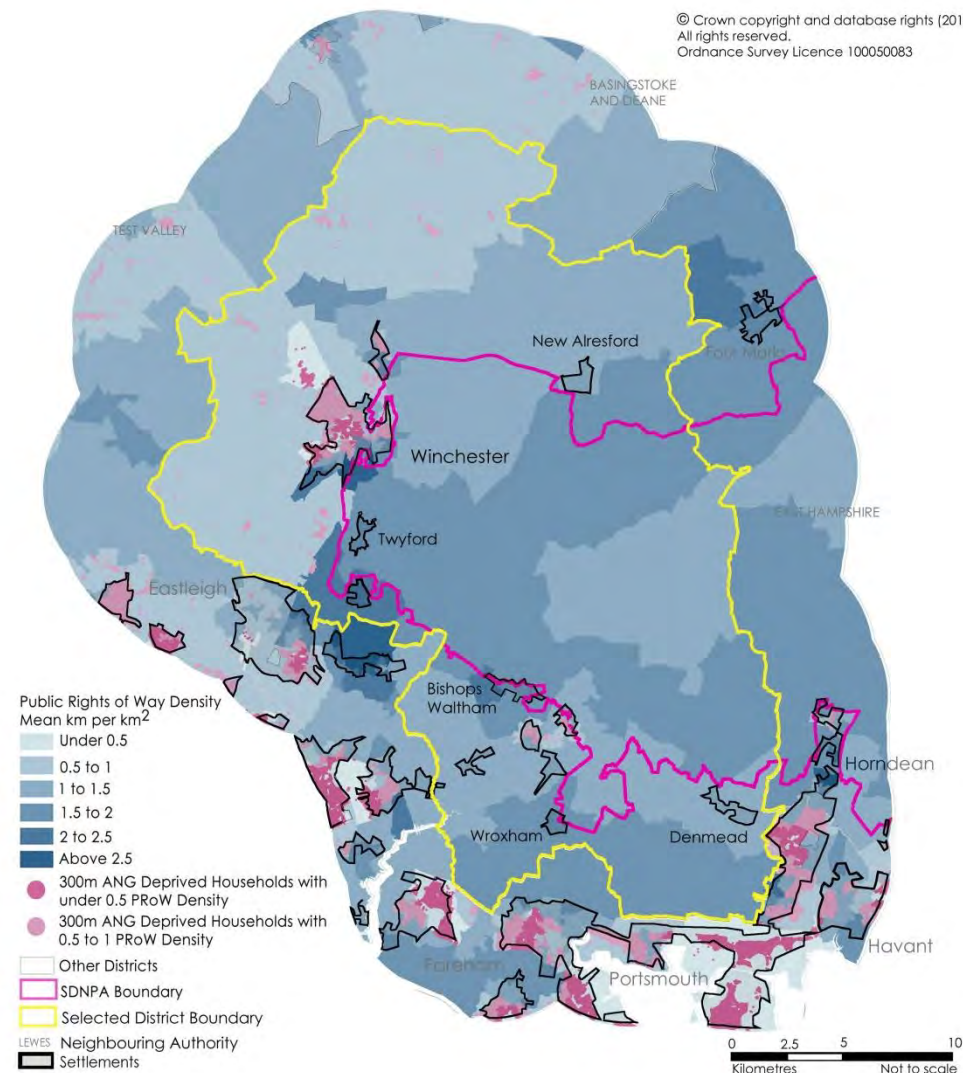 © Crown copyright and database rights (201
All rights reserved.
Ordnance Survey Licence 100050083
BASINGSTOKE
AND DEANE
TEST VALLEY
New Alresford
Four Marks
Winchester
EAST HAMPSHIRE
Twyford
Eastleigh
Bishops
Waltham
Horndean
Wroxham
Denmead
Fareham
Portsmouth
Havant
Public Rights of Way Density
Mean km per km²
Under 0.5
0.5 to 1
1 to 1.5
1.5 to 2
2 to 2.5
Above 2.5
300m ANG Deprived Households with
under 0.5 PRoW Density
300m ANG Deprived Households with
0.5 to 1 PRoW Density
Other Districts
SDNPA Boundary
Selected District Boundary
LEWES Neighbouring Authority
Settlements
0 2.5 5 10
Kilometres Not to scale